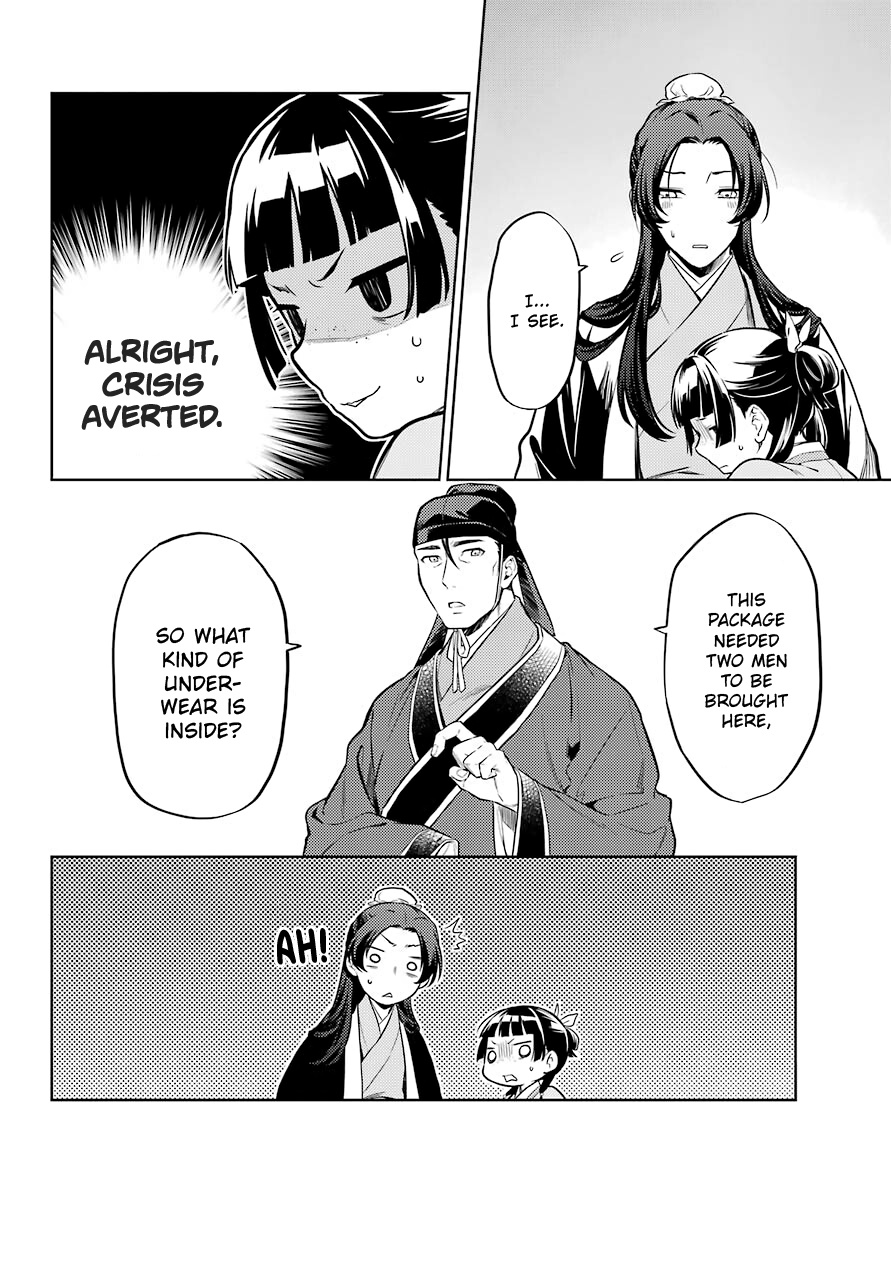 I...
I SEE.
ALRIGHT,
CRISIS
AVERTED.
THIS
PACKAGE
NEEDED
TWO MEN
TO BE
BROUGHT
HERE,
SO WHAT
KIND OF
UNDER-
WEAR IS
INSIDE?
AH!